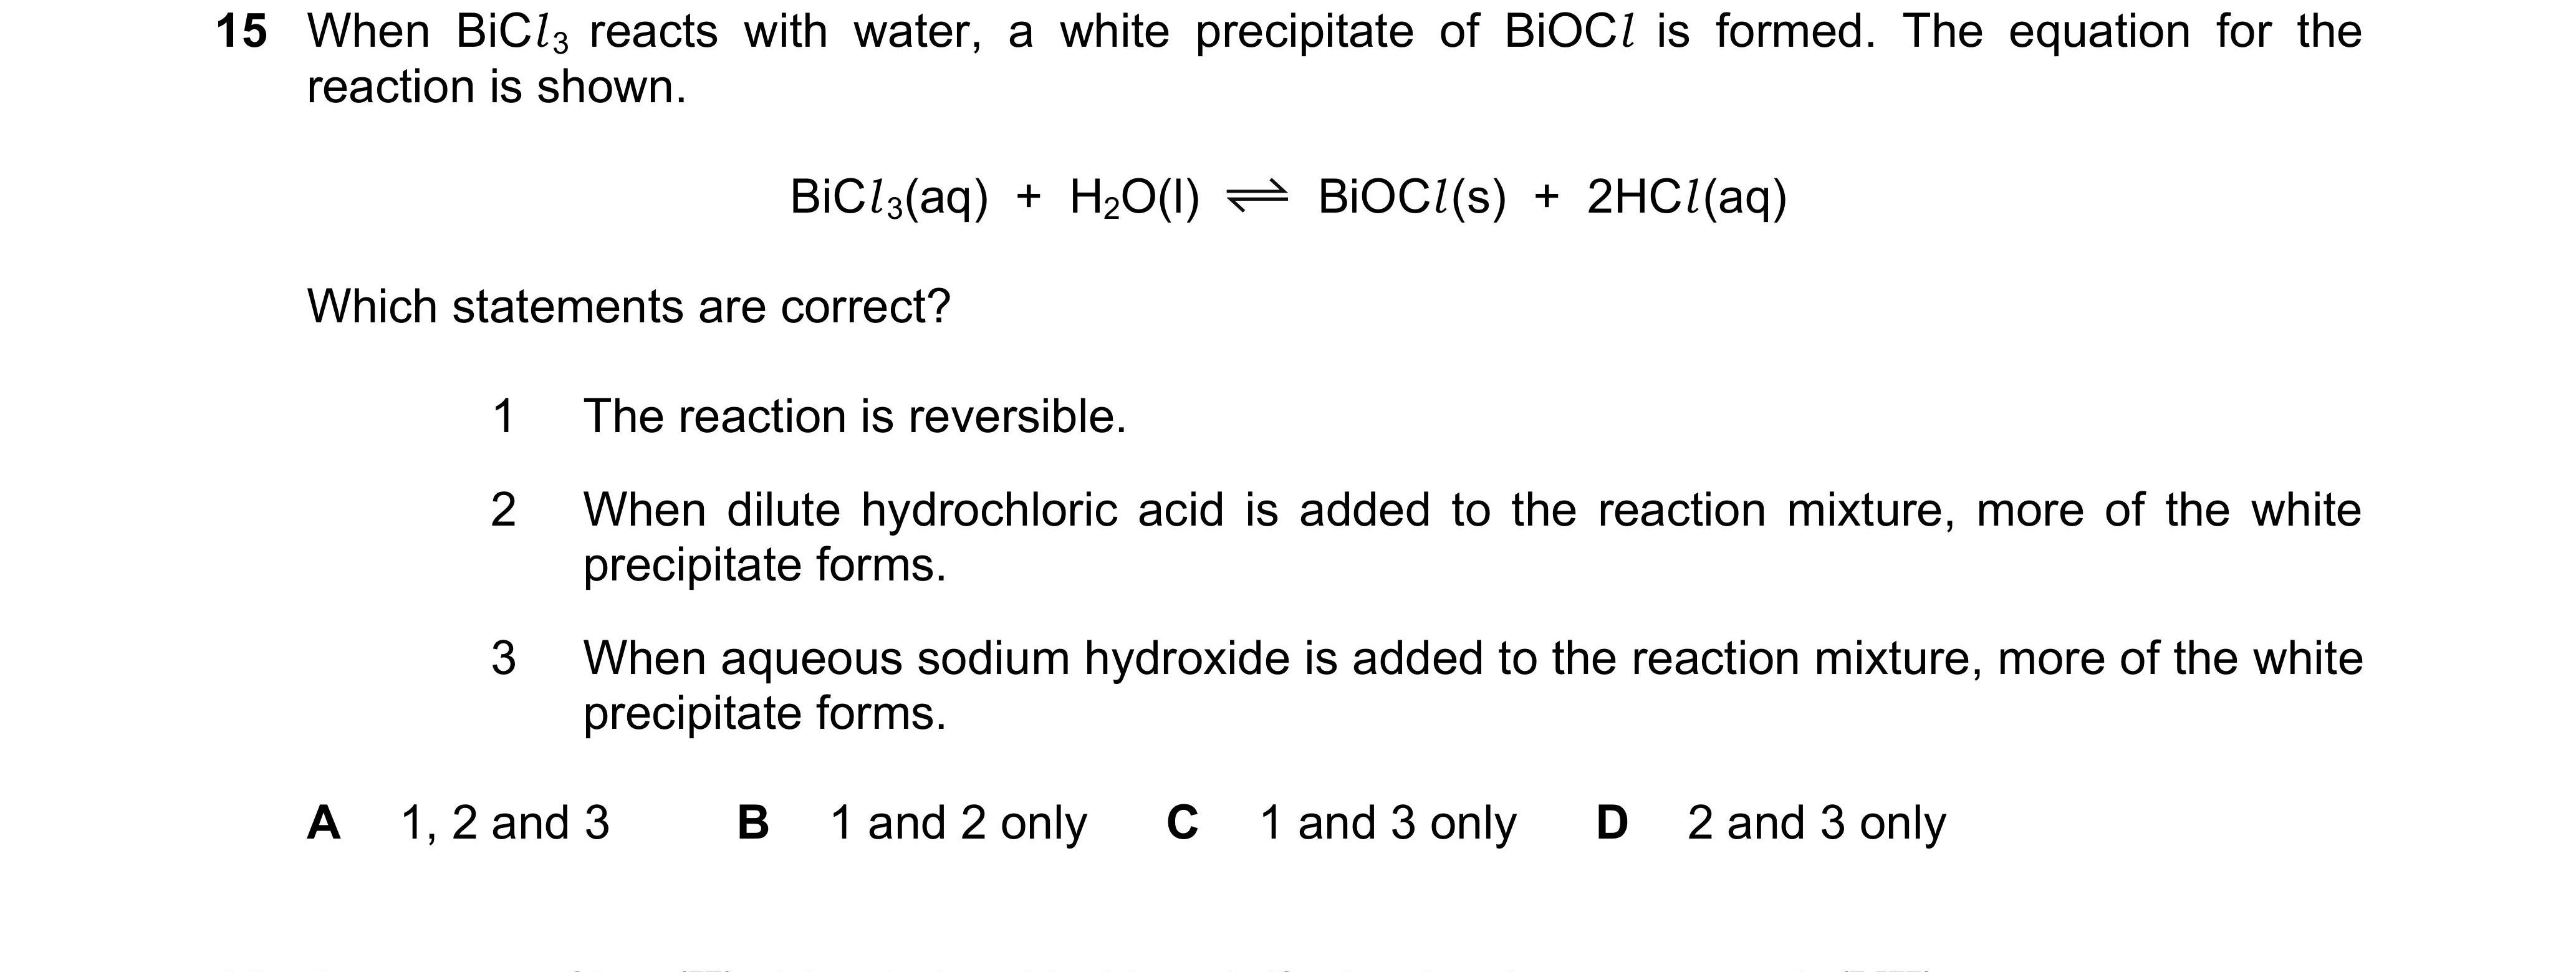 15 When BiCl₃ reacts with water, a white precipitate of BiOCl is formed. The equation for the
reaction is shown.
BiCl₃(aq) + H₂O(l) ⇌ BiOCl(s) + 2HCl(aq)
Which statements are correct?
1 The reaction is reversible.
2 When dilute hydrochloric acid is added to the reaction mixture, more of the white
precipitate forms.
3 When aqueous sodium hydroxide is added to the reaction mixture, more of the white
precipitate forms.
A 1, 2 and 3 B 1 and 2 only C 1 and 3 only D 2 and 3 only